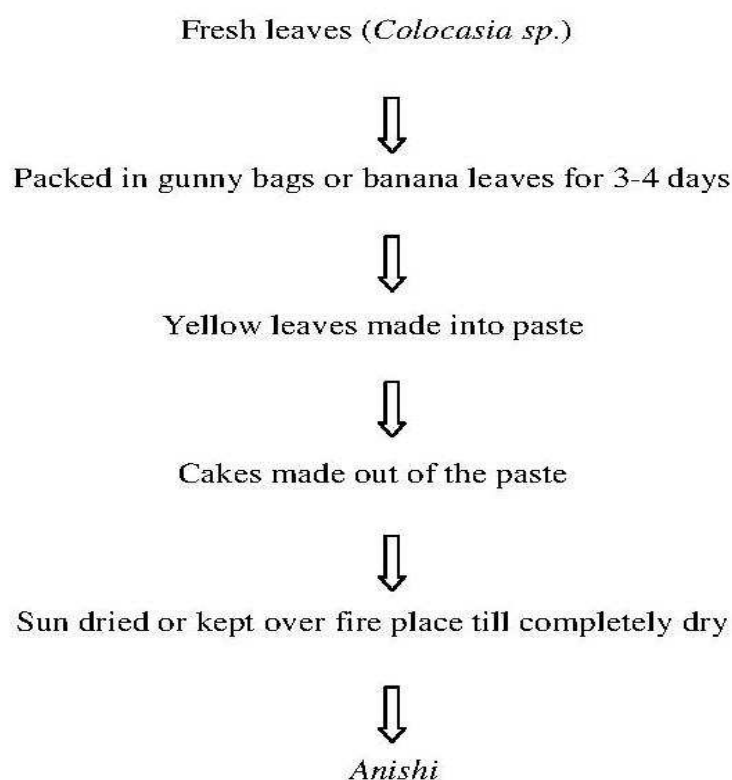 Fresh leaves (Colocasia sp.)
Packed in gunny bags or banana leaves for 3-4 days
Yellow leaves made into paste
Cakes made out of the paste
Sun dried or kept over fire place till completely dry
Anishi